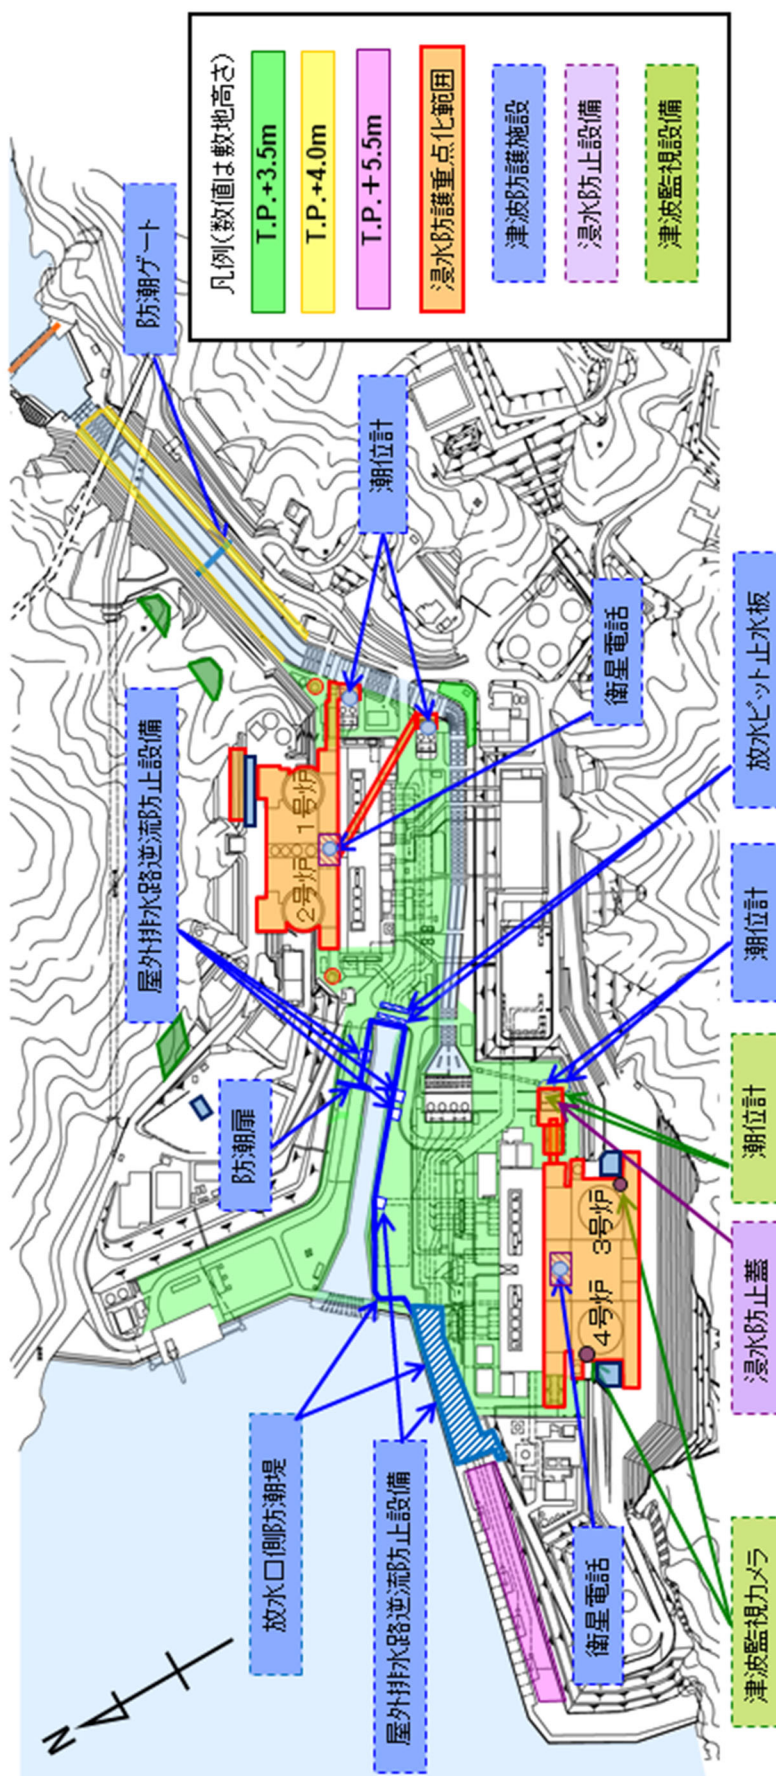 凡例(数値は敷地高さ)
T.P.+3.5m
T.P.+4.0m
T.P.+5.5m
浸水防護重点化範囲
津波防護施設
浸水防止設備
津波監視設備
防潮ゲート
潮位計
衛星電話
放水ピット止水板
屋外排水路逆流防止設備
防潮扉
放水口側防潮堤
屋外排水路逆流防止設備
衛星電話
潮位計
潮位計
浸水防止蓋
津波監視カメラ
1号炉
2号炉
3号炉
4号炉
N